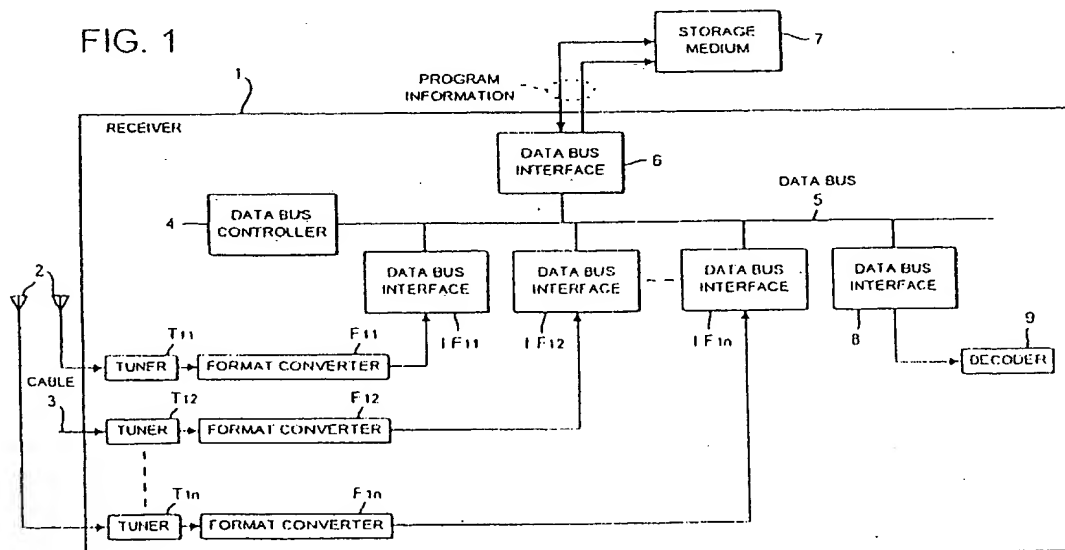 FIG. 1
STORAGE
MEDIUM
7
PROGRAM
INFORMATION
1
RECEIVER
DATA BUS
INTERFACE
6
DATA BUS
5
4
DATA BUS
CONTROLLER
DATA BUS
INTERFACE
DATA BUS
INTERFACE
DATA BUS
INTERFACE
DATA BUS
INTERFACE
2
IF11
IF12
IF1n
8
9
DECODER
T11
F11
TUNER
FORMAT CONVERTER
CABLE
3
T12
F12
TUNER
FORMAT CONVERTER
T1n
F1n
TUNER
FORMAT CONVERTER